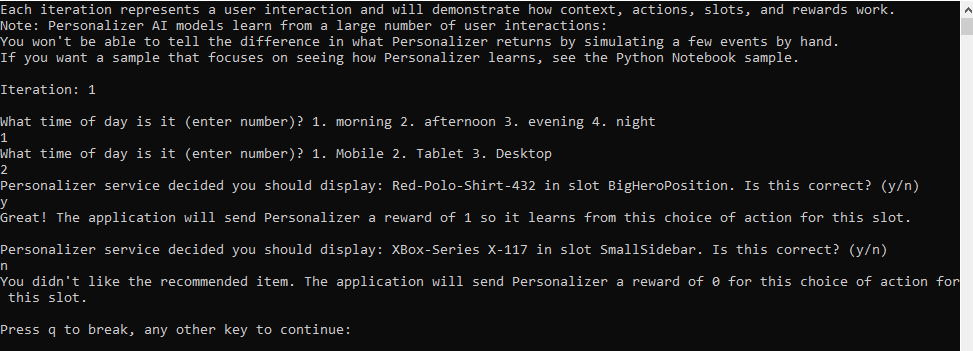 Each iteration represents a user interaction and will demonstrate how context, actions, slots, and rewards work.
Note: Personalizer AI models learn from a large number of user interactions:
You won't be able to tell the difference in what Personalizer returns by simulating a few events by hand.
If you want a sample that focuses on seeing how Personalizer learns, see the Python Notebook sample.
Iteration: 1
What time of day is it (enter number)? 1. morning 2. afternoon 3. evening 4. night
1
What time of day is it (enter number)? 1. Mobile 2. Tablet 3. Desktop
2
Personalizer service decided you should display: Red-Polo-Shirt-432 in slot BigHeroPosition. Is this correct? (y/n)
y
Great! The application will send Personalizer a reward of 1 so it learns from this choice of action for this slot.
Personalizer service decided you should display: XBox-Series X-117 in slot SmallSidebar. Is this correct? (y/n)
n
You didn't like the recommended item. The application will send Personalizer a reward of 0 for this choice of action for
this slot.
Press q to break, any other key to continue: